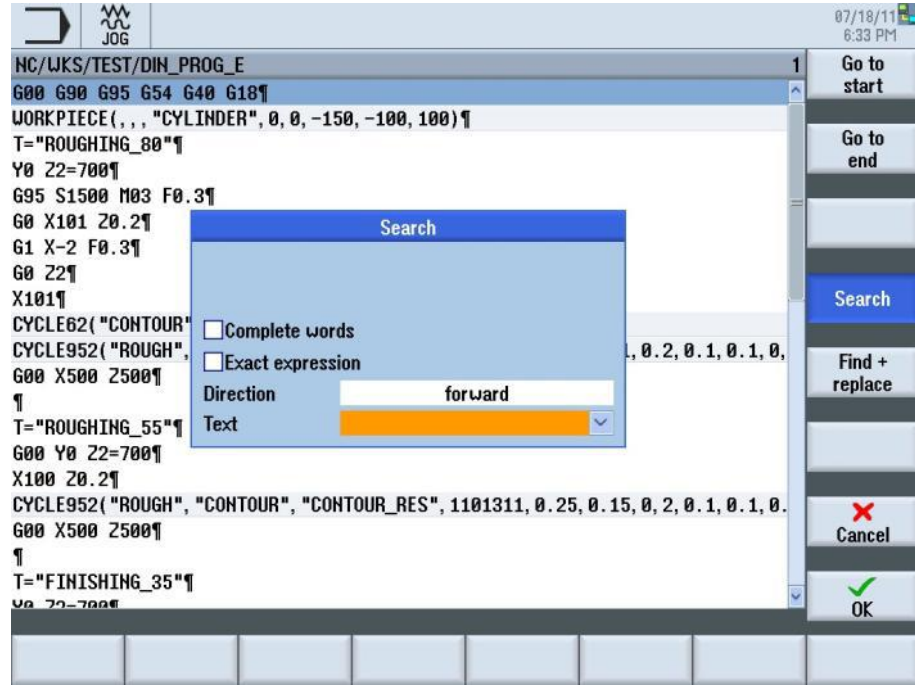 JOG
07/18/11
6:33 PM
NC/WKS/TEST/DIN_PROG_E 1
G00 G90 G95 G54 G40 G18¶
WORKPIECE(,,, "CYLINDER", 0, 0, -150, -100, 100)¶
T="ROUGHING_80"¶
Y0 Z2=700¶
G95 S1500 M03 F0.3¶
G0 X101 Z0.2¶
G1 X-2 F0.3¶
G0 Z2¶
X101¶
CYCLE62("CONTOUR"
CYCLE952("ROUGH", , 0.2, 0.1, 0.1, 0,
G00 X500 Z500¶
¶
T="ROUGHING_55"¶
G00 Y0 Z2=700¶
X100 Z0.2¶
CYCLE952("ROUGH", "CONTOUR", "CONTOUR_RES", 1101311, 0.25, 0.15, 0, 2, 0.1, 0.1, 0.
G00 X500 Z500¶
¶
T="FINISHING_35"¶
Y0 Z2=700¶
Search
Complete words
Exact expression
Direction forward
Text
Go to
start
Go to
end
Search
Find +
replace
Cancel
OK